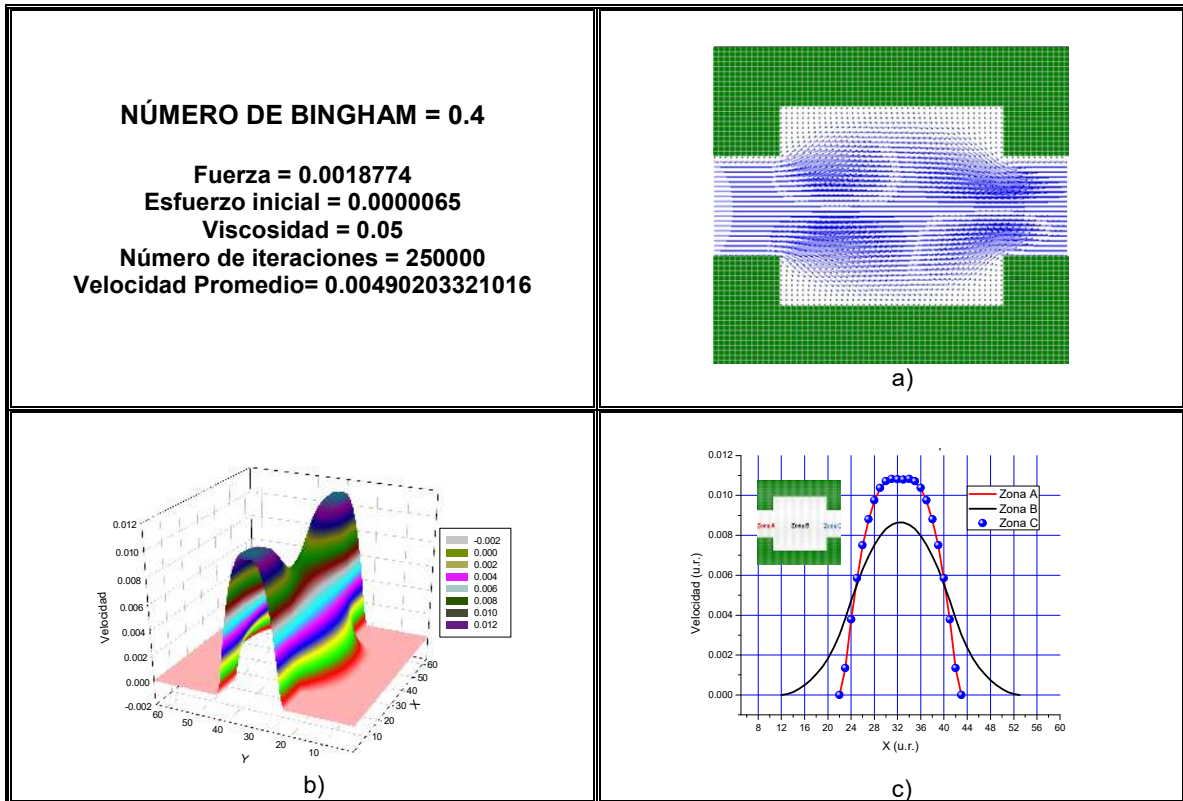 NÚMERO DE BINGHAM = 0.4
Fuerza = 0.0018774
Esfuerzo inicial = 0.0000065
Viscosidad = 0.05
Número de iteraciones = 250000
Velocidad Promedio= 0.00490203321016
a)
0.012
0.010
0.008
0.006
0.004
0.002
0.000
-0.002
Velocidad
60
50
40
30
20
10
Y
10
20
30
40
50
60
X
-0.002
0.000
0.002
0.004
0.006
0.008
0.010
0.012
b)
0.012
0.010
0.008
0.006
0.004
0.002
0.000
Velocidad (u.r.)
Zona A
Zona B
Zona C
Zona A
Zona B
Zona C
8 12 16 20 24 28 32 36 40 44 48 52 56 60
X (u.r.)
c)